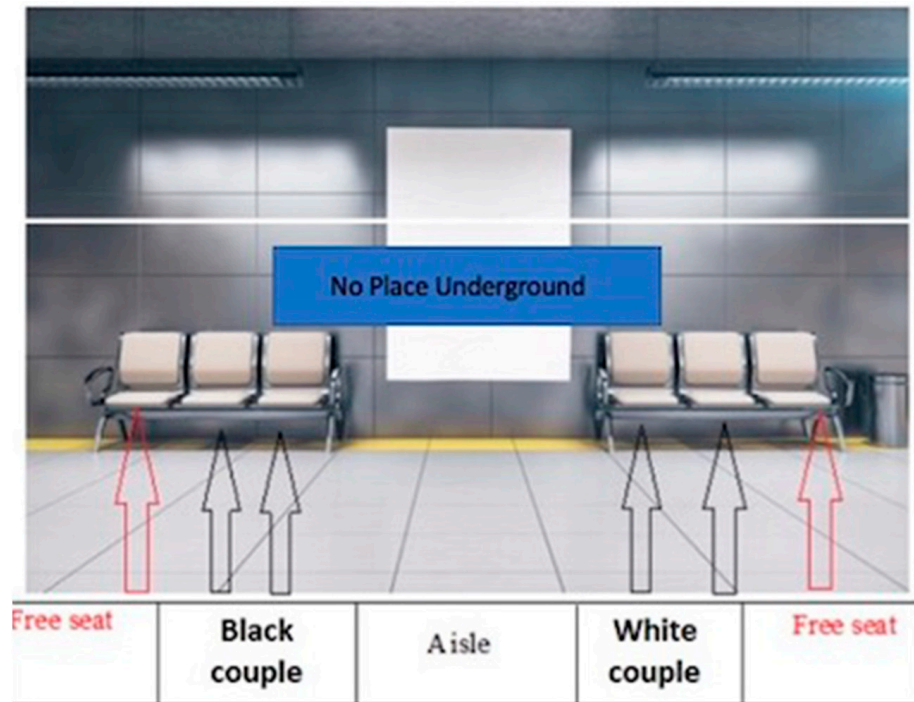 No Place Underground
Free seat
Black
couple
Aisle
White
couple
Free seat